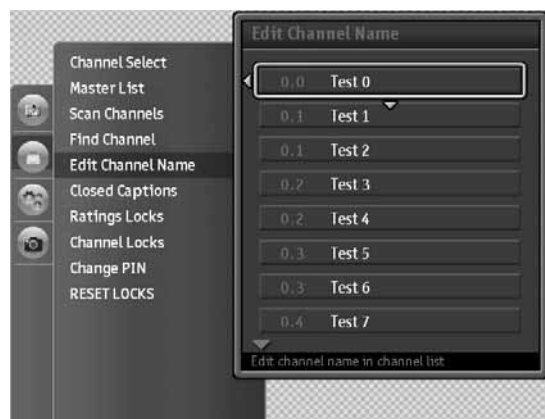 Channel Select
Master List
Scan Channels
Find Channel
Edit Channel Name
Closed Captions
Ratings Locks
Channel Locks
Change PIN
RESET LOCKS
Edit Channel Name
0.0 Test 0
0.1 Test 1
0.1 Test 2
0.2 Test 3
0.2 Test 4
0.3 Test 5
0.3 Test 6
0.4 Test 7
Edit channel name in channel list